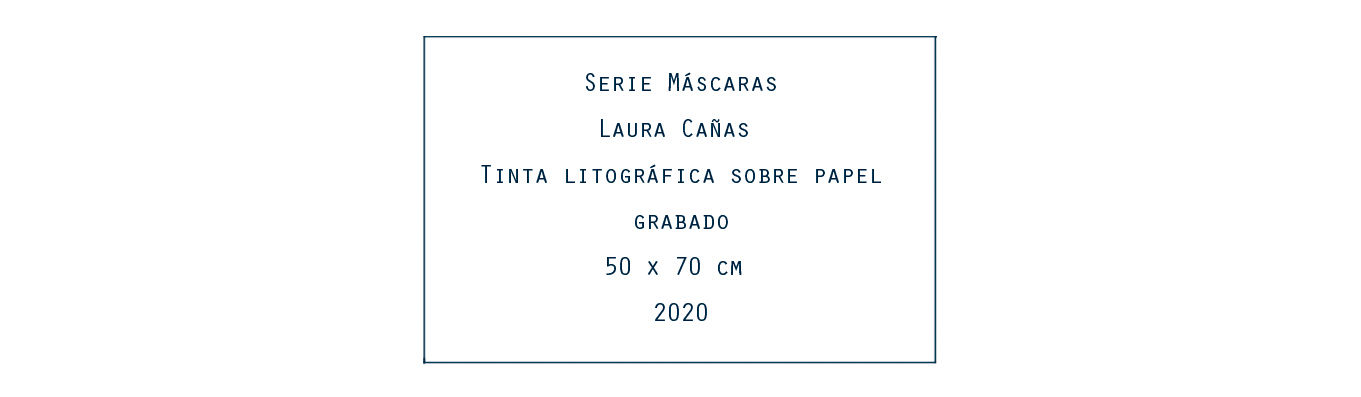 Serie Máscaras
Laura Cañas
Tinta litográfica sobre papel
grabado
50 x 70 cm
2020